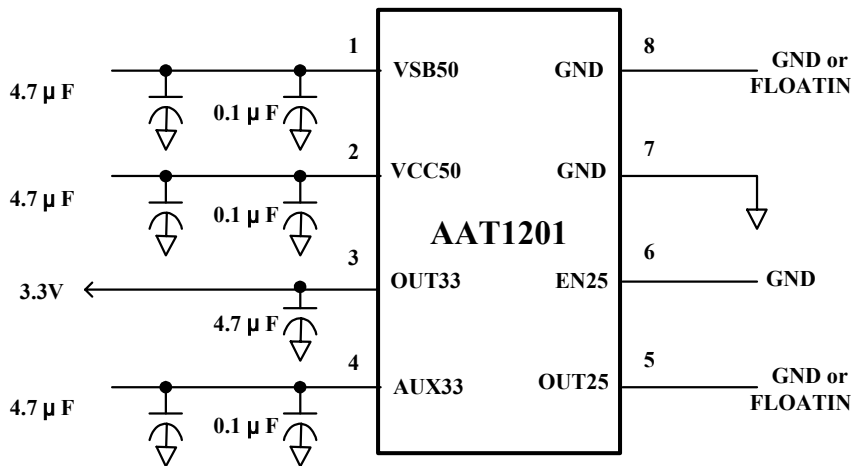 1
VSB50
GND
8
GND or
FLOATIN
4.7 μ F
0.1 μ F
2
VCC50
GND
7
4.7 μ F
0.1 μ F
AAT1201
3
OUT33
EN25
6
GND
3.3V
4.7 μ F
4
AUX33
OUT25
5
GND or
FLOATIN
4.7 μ F
0.1 μ F